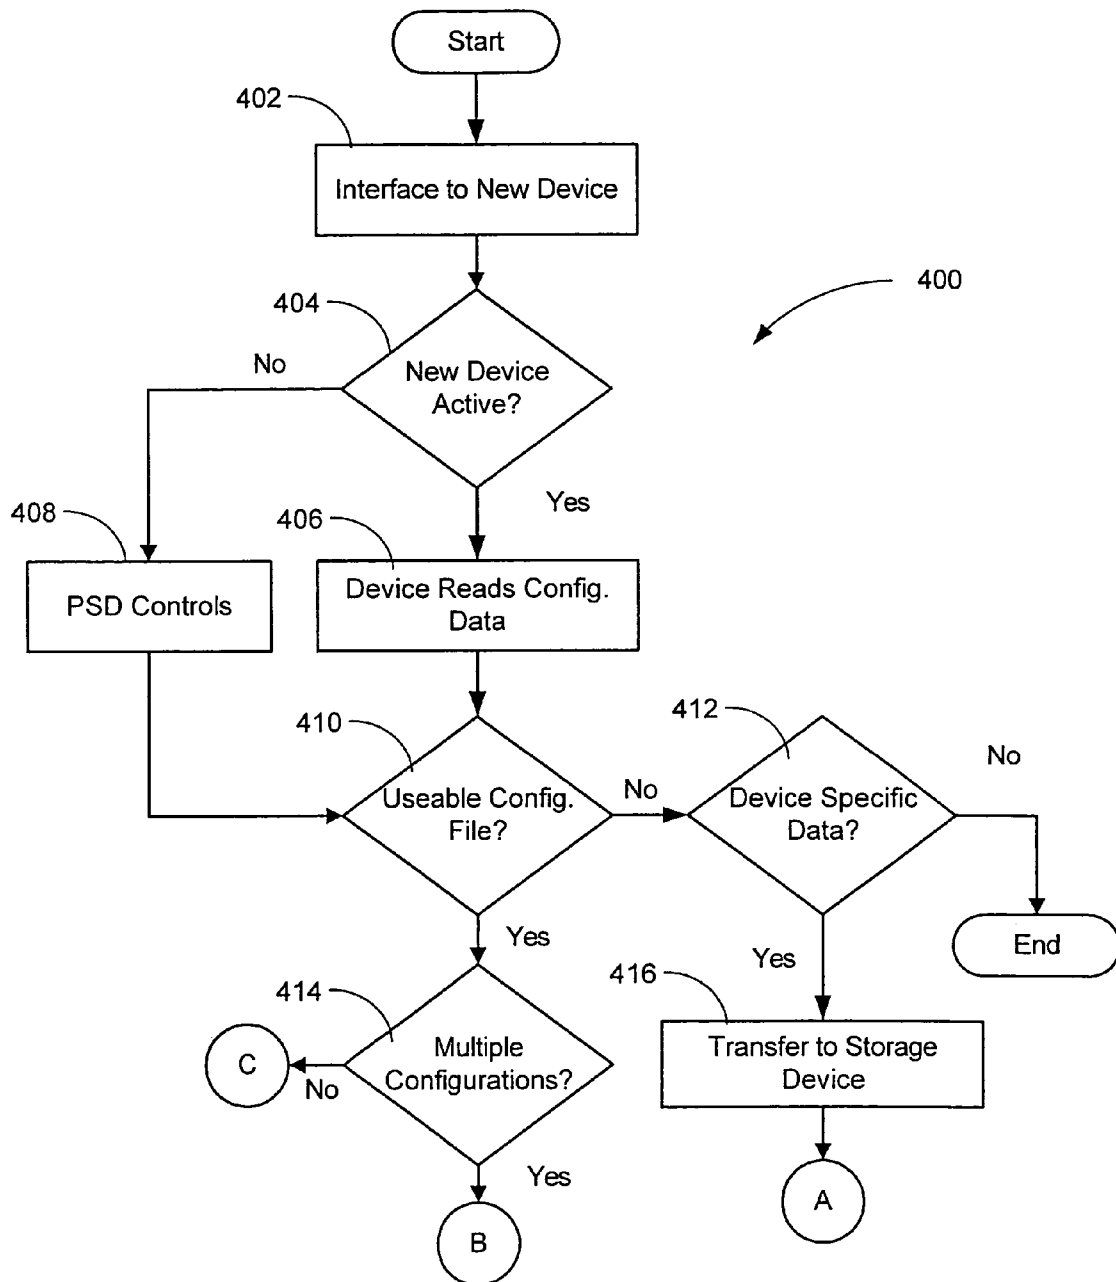 Start
402
Interface to New Device
404
400
No
New Device
Active?
Yes
408
406
PSD Controls
Device Reads Config.
Data
410
412
No
Useable Config.
File?
No
Device Specific
Data?
Yes
End
Yes
414
416
C
No
Multiple
Configurations?
Transfer to Storage
Device
Yes
A
B